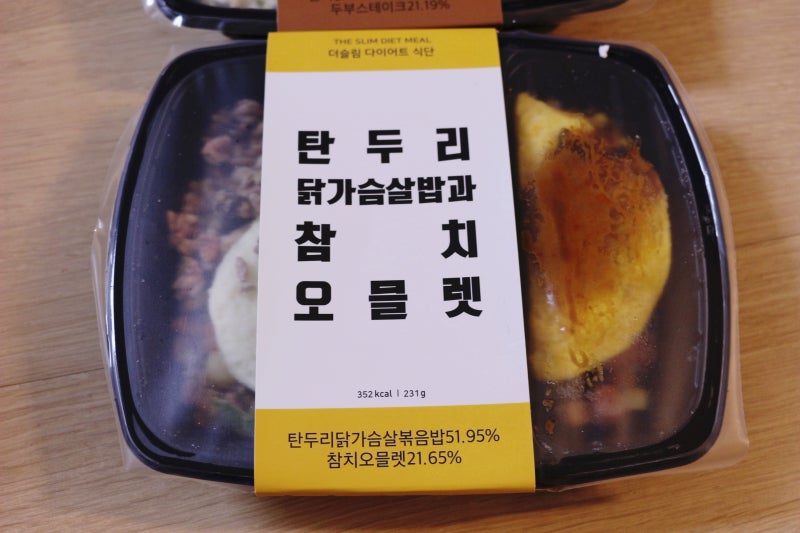 두부스테이크21.19%
THE SLIM DIET MEAL
더슬림 다이어트 식단
탄두리
닭가슴살밥과
참치
오믈렛
352kcal | 231g
탄두리닭가슴살볶음밥51.95%
참치오믈렛21.65%